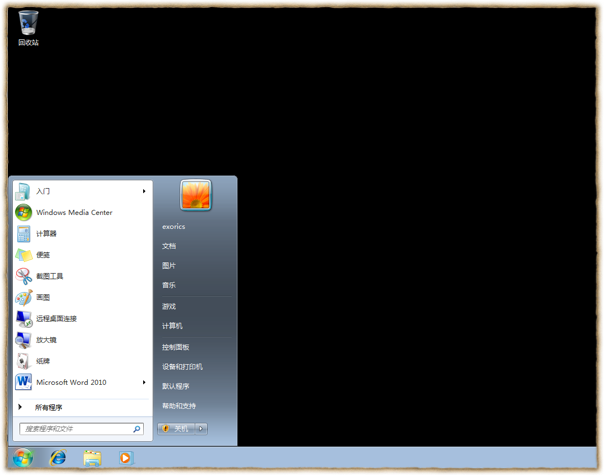 回收站
入门
Windows Media Center
计算器
便笺
截图工具
画图
远程桌面连接
放大镜
纸牌
Microsoft Word 2010
所有程序
搜索程序和文件
exorics
文档
图片
音乐
游戏
计算机
控制面板
设备和打印机
默认程序
帮助和支持
关机